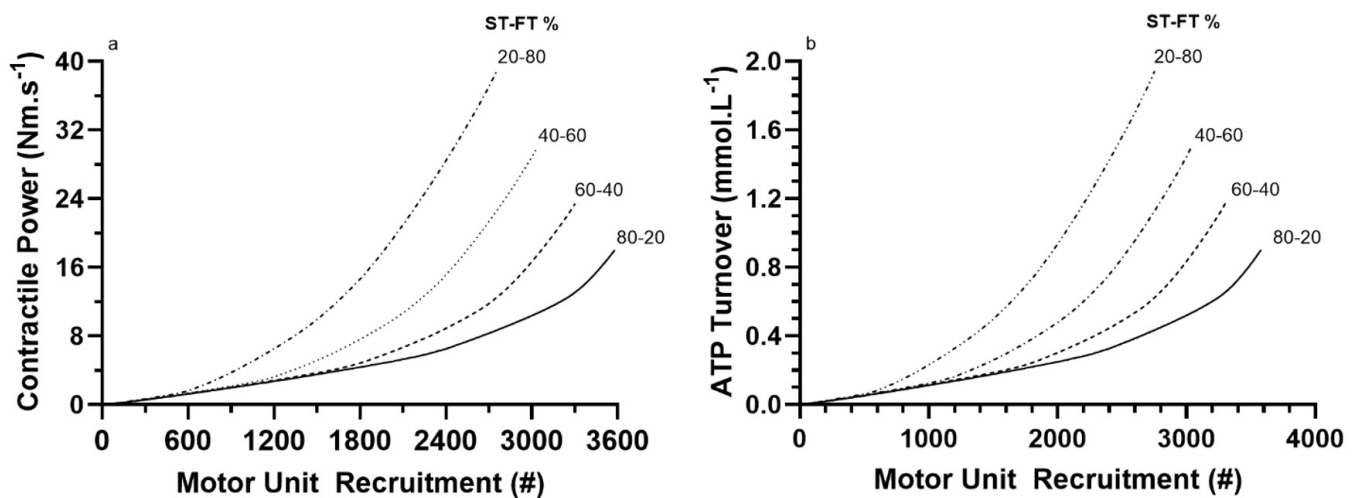 ST-FT %
a
20-80
40-60
60-40
80-20
40
32
24
16
8
0
Contractile Power (Nm.s-1)
0 600 1200 1800 2400 3000 3600
Motor Unit Recruitment (#)
ST-FT %
b
20-80
40-60
60-40
80-20
2.0
1.6
1.2
0.8
0.4
0.0
ATP Turnover (mmol.L-1)
0 1000 2000 3000 4000
Motor Unit Recruitment (#)